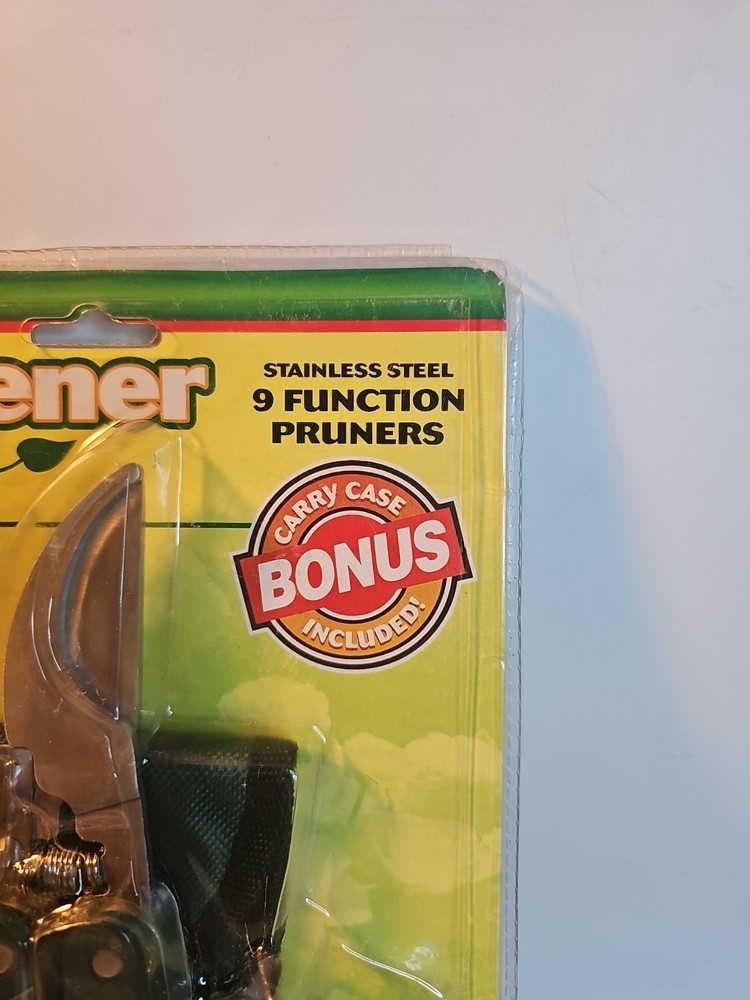 ener
STAINLESS STEEL
9 FUNCTION
PRUNERS
CARRY CASE
BONUS
INCLUDED!